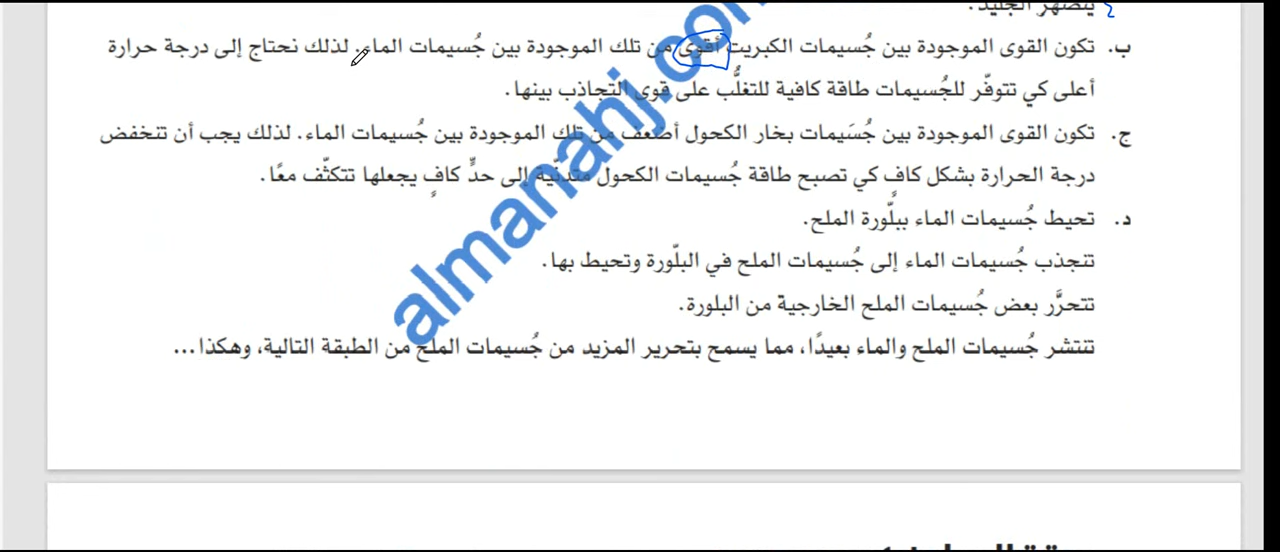 ينصهر الجليد.
ب. تكون القوى الموجودة بين جُسيمات الكبريت أقوى من تلك الموجودة بين جُسيمات الماء. لذلك نحتاج إلى درجة حرارة
أعلى كي تتوفّر للجُسيمات طاقة كافية للتغلُّب على قوى التجاذب بينها.
ج. تكون القوى الموجودة بين جُسَيمات بخار الكحول أضعف من تلك الموجودة بين جُسيمات الماء. لذلك يجب أن تنخفض
درجة الحرارة بشكل كافٍ كي تصبح طاقة جُسيمات الكحول متدنّية إلى حدٍّ كافٍ يجعلها تتكثّف معًا.
د. تحيط جُسيمات الماء ببلّورة الملح.
تنجذب جُسيمات الماء إلى جُسيمات الملح في البلّورة وتحيط بها.
تتحرَّر بعض جُسيمات الملح الخارجية من البلورة.
تنتشر جُسيمات الملح والماء بعيدًا، مما يسمح بتحرير المزيد من جُسيمات الملح من الطبقة التالية، وهكذا...
almanahj.com